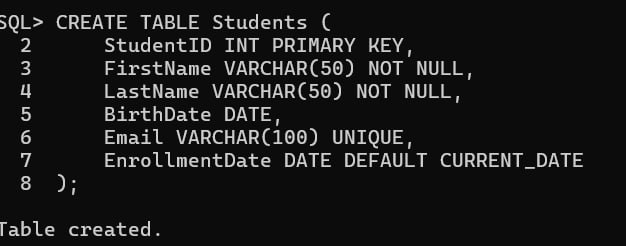 SQL> CREATE TABLE Students (
  2      StudentID INT PRIMARY KEY,
  3      FirstName VARCHAR(50) NOT NULL,
  4      LastName VARCHAR(50) NOT NULL,
  5      BirthDate DATE,
  6      Email VARCHAR(100) UNIQUE,
  7      EnrollmentDate DATE DEFAULT CURRENT_DATE
  8  );
Table created.